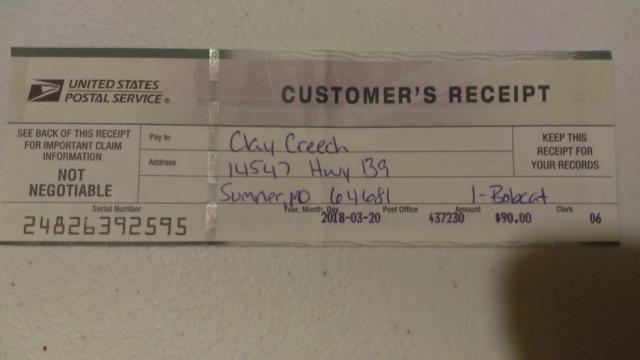 UNITED STATES
POSTAL SERVICE®
CUSTOMER'S RECEIPT
SEE BACK OF THIS RECEIPT
FOR IMPORTANT CLAIM
INFORMATION
NOT
NEGOTIABLE
Pay to
Clay Creech
Address
14547 Hwy 139
Sumner, MO 64681
1-Bobcat
KEEP THIS
RECEIPT FOR
YOUR RECORDS
Serial Number
24826392595
Year, Month, Day
2018-03-20
Post Office
437230
Amount
$90.00
Clerk
06